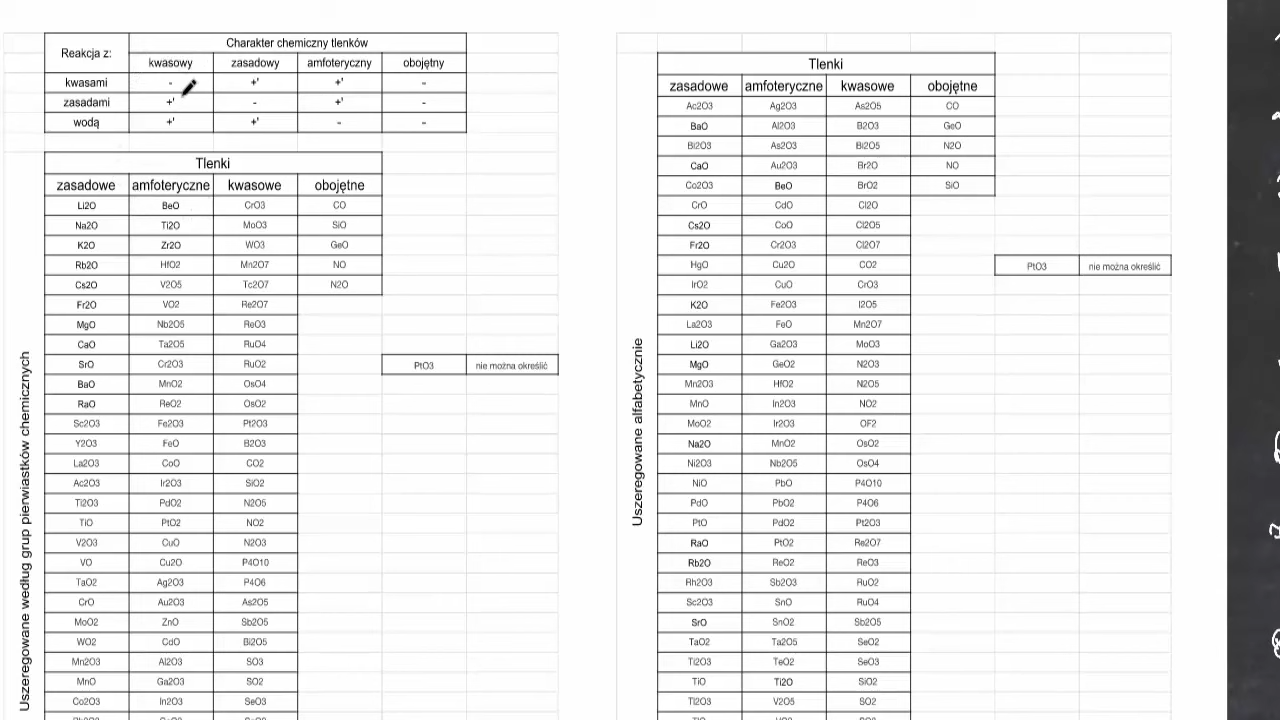 Reakcja z: Charakter chemiczny tlenków
kwasowy zasadowy amfoteryczny obojętny
kwasami - +' +' -
zasadami +' - +' -
wodą +' +' - -
Tlenki
zasadowe amfoteryczne kwasowe obojętne
Li2O BeO CrO3 CO
Na2O Ti2O MoO3 SiO
K2O Zr2O WO3 GeO
Rb2O HfO2 Mn2O7 NO
Cs2O V2O5 Tc2O7 N2O
Fr2O VO2 Re2O7
MgO Nb2O5 ReO3
CaO Ta2O5 RuO4
SrO Cr2O3 RuO2 PtO3 nie można określić
BaO MnO2 OsO4
RaO ReO2 OsO2
Sc2O3 Fe2O3 Pt2O3
Y2O3 FeO B2O3
La2O3 CoO CO2
Ac2O3 Ir2O3 SiO2
Ti2O3 PdO2 N2O5
TiO PtO2 NO2
V2O3 CuO N2O3
VO Cu2O P4O10
TaO2 Ag2O3 P4O6
CrO Au2O3 As2O5
MoO2 ZnO Sb2O5
WO2 CdO Bi2O5
Mn2O3 Al2O3 SO3
MnO Ga2O3 SO2
Co2O3 In2O3 SeO3
Uszeregowane według grup pierwiastków chemicznych
Tlenki
zasadowe amfoteryczne kwasowe obojętne
Ac2O3 Ag2O3 As2O5 CO
BaO Al2O3 B2O3 GeO
Bi2O3 As2O3 Bi2O5 N2O
CaO Au2O3 Br2O NO
Co2O3 BeO BrO2 SiO
CrO CdO Cl2O
Cs2O CoO Cl2O5
Fr2O Cr2O3 Cl2O7
HgO Cu2O CO2 PtO3 nie można określić
IrO2 CuO CrO3
K2O Fe2O3 I2O5
La2O3 FeO Mn2O7
Li2O Ga2O3 MoO3
MgO GeO2 N2O3
Mn2O3 HfO2 N2O5
MnO In2O3 NO2
MoO2 Ir2O3 OF2
Na2O MnO2 OsO2
Ni2O3 Nb2O5 OsO4
NiO PbO P4O10
PdO PbO2 P4O6
PtO PdO2 Pt2O3
RaO PtO2 Re2O7
Rb2O ReO2 ReO3
Rh2O3 Sb2O3 RuO2
Sc2O3 SnO RuO4
SrO SnO2 Sb2O5
TaO2 Ta2O5 SeO2
Ti2O3 TeO2 SeO3
TiO Ti2O SiO2
Tl2O3 V2O5 SO2
Uszeregowane alfabetycznie